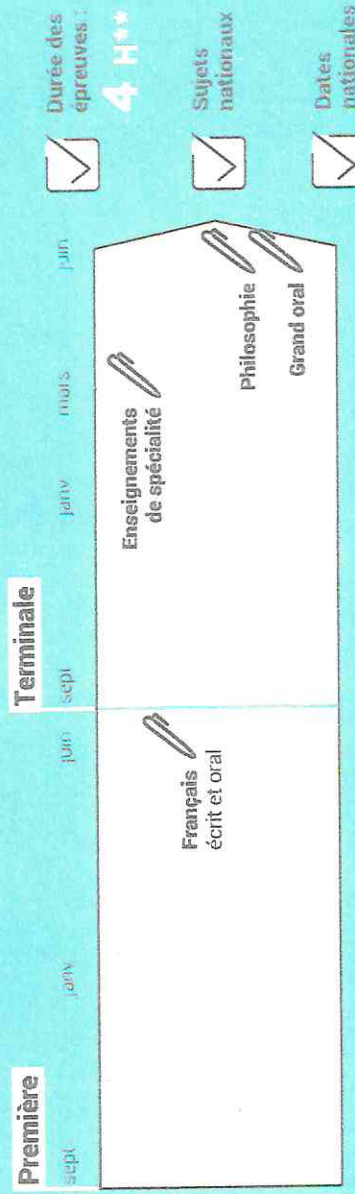 Première
Terminale
sept
janv
juin
sept
janv
mars
juin
Français
écrit et oral
Enseignements
de spécialité
Philosophie
Grand oral
Durée des
épreuves :
4 H**
Sujets
nationaux
Dates
nationales